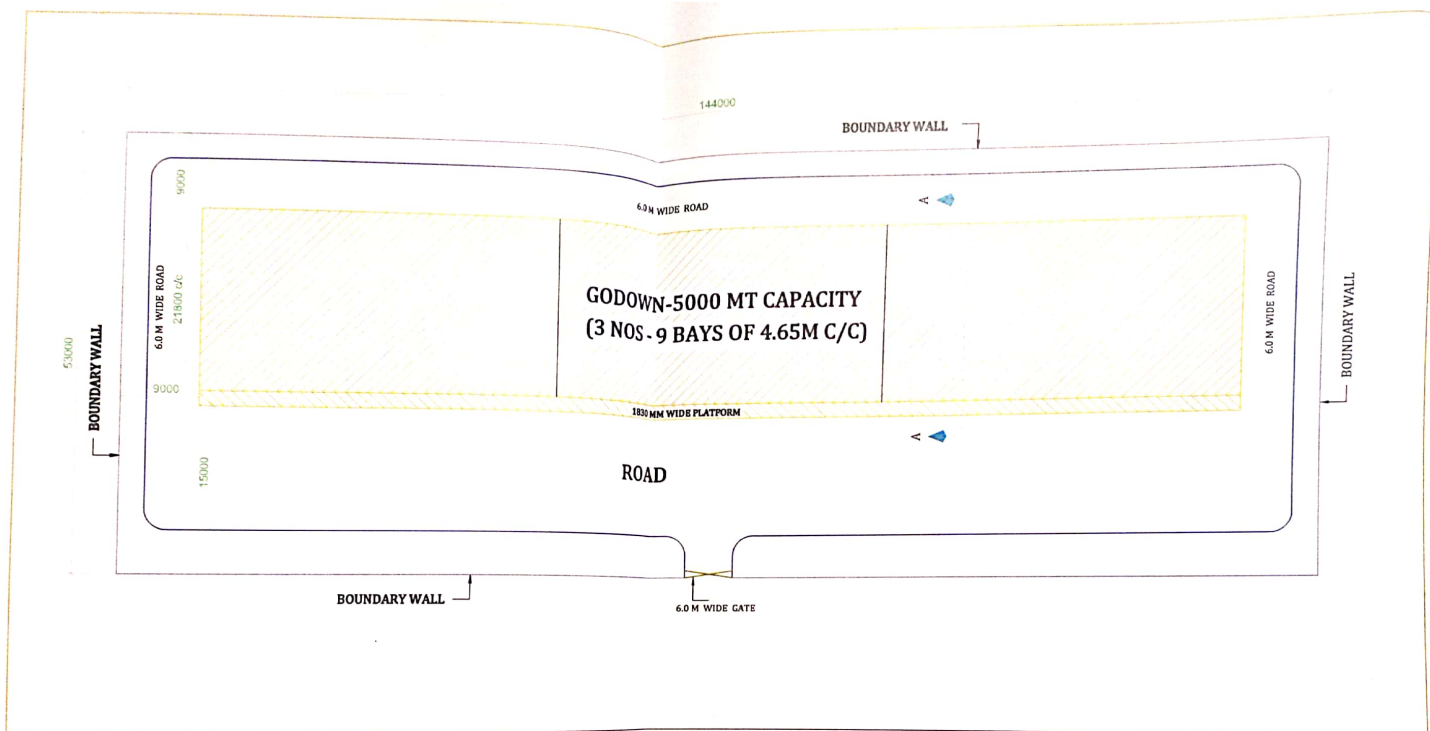 144000
BOUNDARY WALL
9000
6.0 M WIDE ROAD
A
6.0 M WIDE ROAD
21800 c/c
GODOWN-5000 MT CAPACITY
(3 NOS- 9 BAYS OF 4.65M C/C)
6.0 M WIDE ROAD
BOUNDARY WALL
53000
BOUNDARY WALL
9000
1830 MM WIDE PLATFORM
A
15000
ROAD
BOUNDARY WALL
6.0 M WIDE GATE